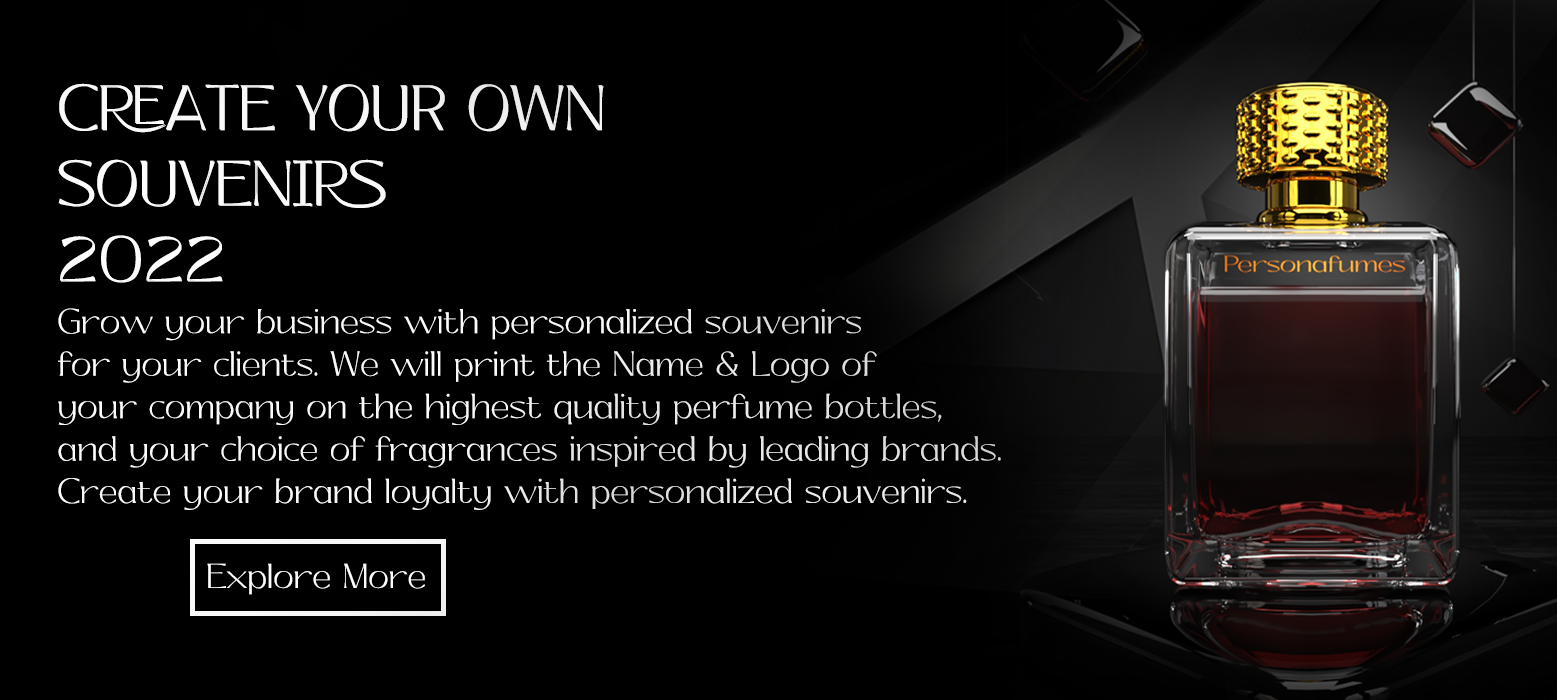 CREATE YOUR OWN
SOUVENIRS
2022
Grow your business with personalized souvenirs
for your clients. We will print the Name & Logo of
your company on the highest quality perfume bottles,
and your choice of fragrances inspired by leading brands.
Create your brand loyalty with personalized souvenirs.
Explore More
Personafumes